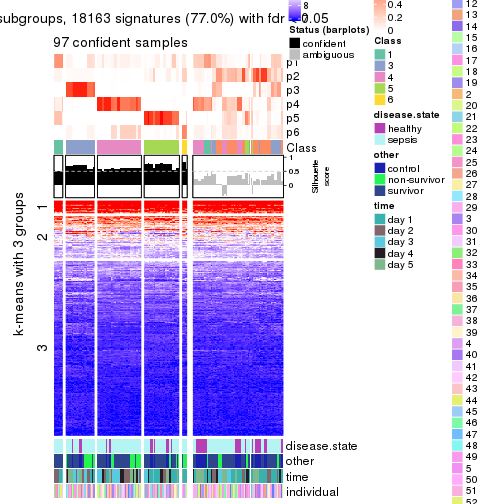 subgroups, 18163 signatures (77.0%) with fdr < 0.05
97 confident samples
p1
p2
p3
p4
p5
p6
Class
1
0.5
0
Silhouette
score
k-means with 3 groups
1
2
3
disease.state
other
time
individual
8
Status (barplots)
confident
ambiguous
0.4
0.2
0
Class
1
3
4
5
6
disease.state
healthy
sepsis
other
control
non-survivor
survivor
time
day 1
day 2
day 3
day 4
day 5
12
13
14
15
16
17
18
19
2
20
21
22
23
24
25
26
27
28
29
3
30
31
32
33
34
35
36
37
38
39
4
40
41
42
43
44
45
46
47
48
49
5
50
51
52